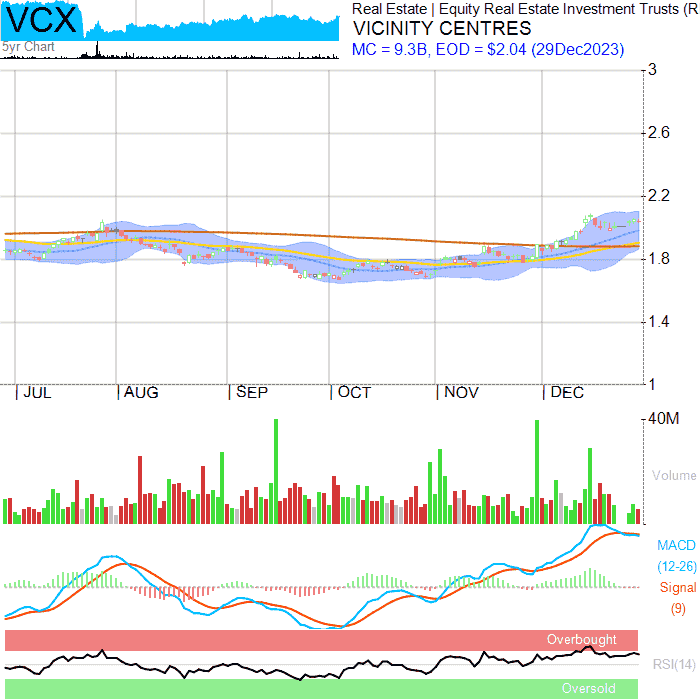 VCX
5yr Chart
Real Estate | Equity Real Estate Investment Trusts (R
VICINITY CENTRES
MC = 9.3B, EOD = $2.04 (29Dec2023)
3
2.6
2.2
1.8
1.4
1
JUL AUG SEP OCT NOV DEC
40M
Volume
MACD
(12-26)
Signal
(9)
Overbought
RSI(14)
Oversold